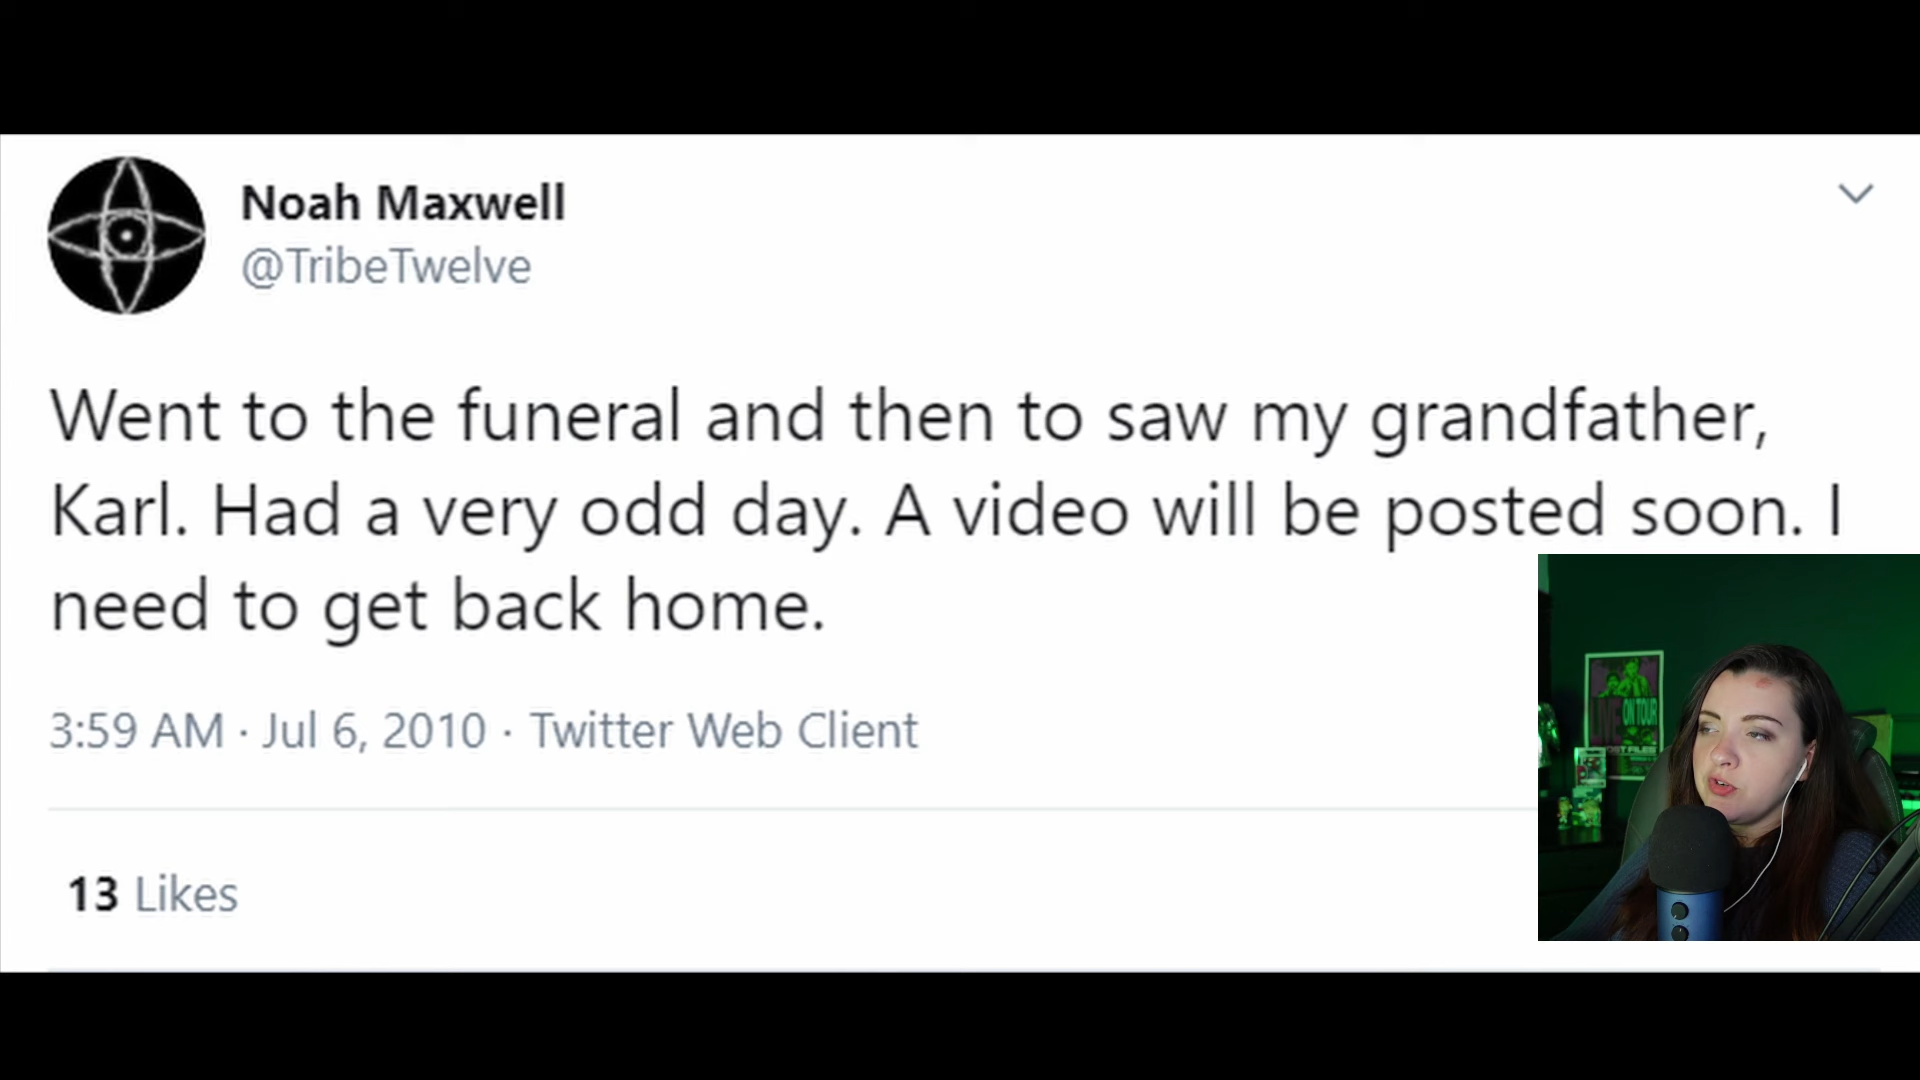 Noah Maxwell
@TribeTwelve
Went to the funeral and then to saw my grandfather,
Karl. Had a very odd day. A video will be posted soon. I
need to get back home.
3:59 AM · Jul 6, 2010 · Twitter Web Client
13 Likes
LIVE
ON TOUR